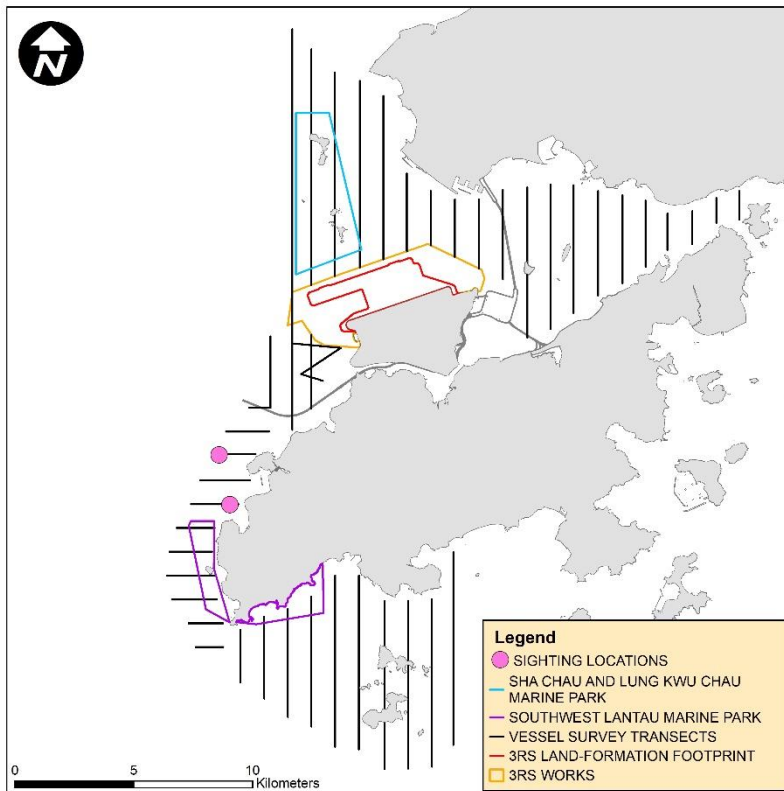 N
Legend
SIGHTING LOCATIONS
SHA CHAU AND LUNG KWU CHAU
MARINE PARK
SOUTHWEST LANTAU MARINE PARK
VESSEL SURVEY TRANSECTS
3RS LAND-FORMATION FOOTPRINT
3RS WORKS
0 5 10
Kilometers